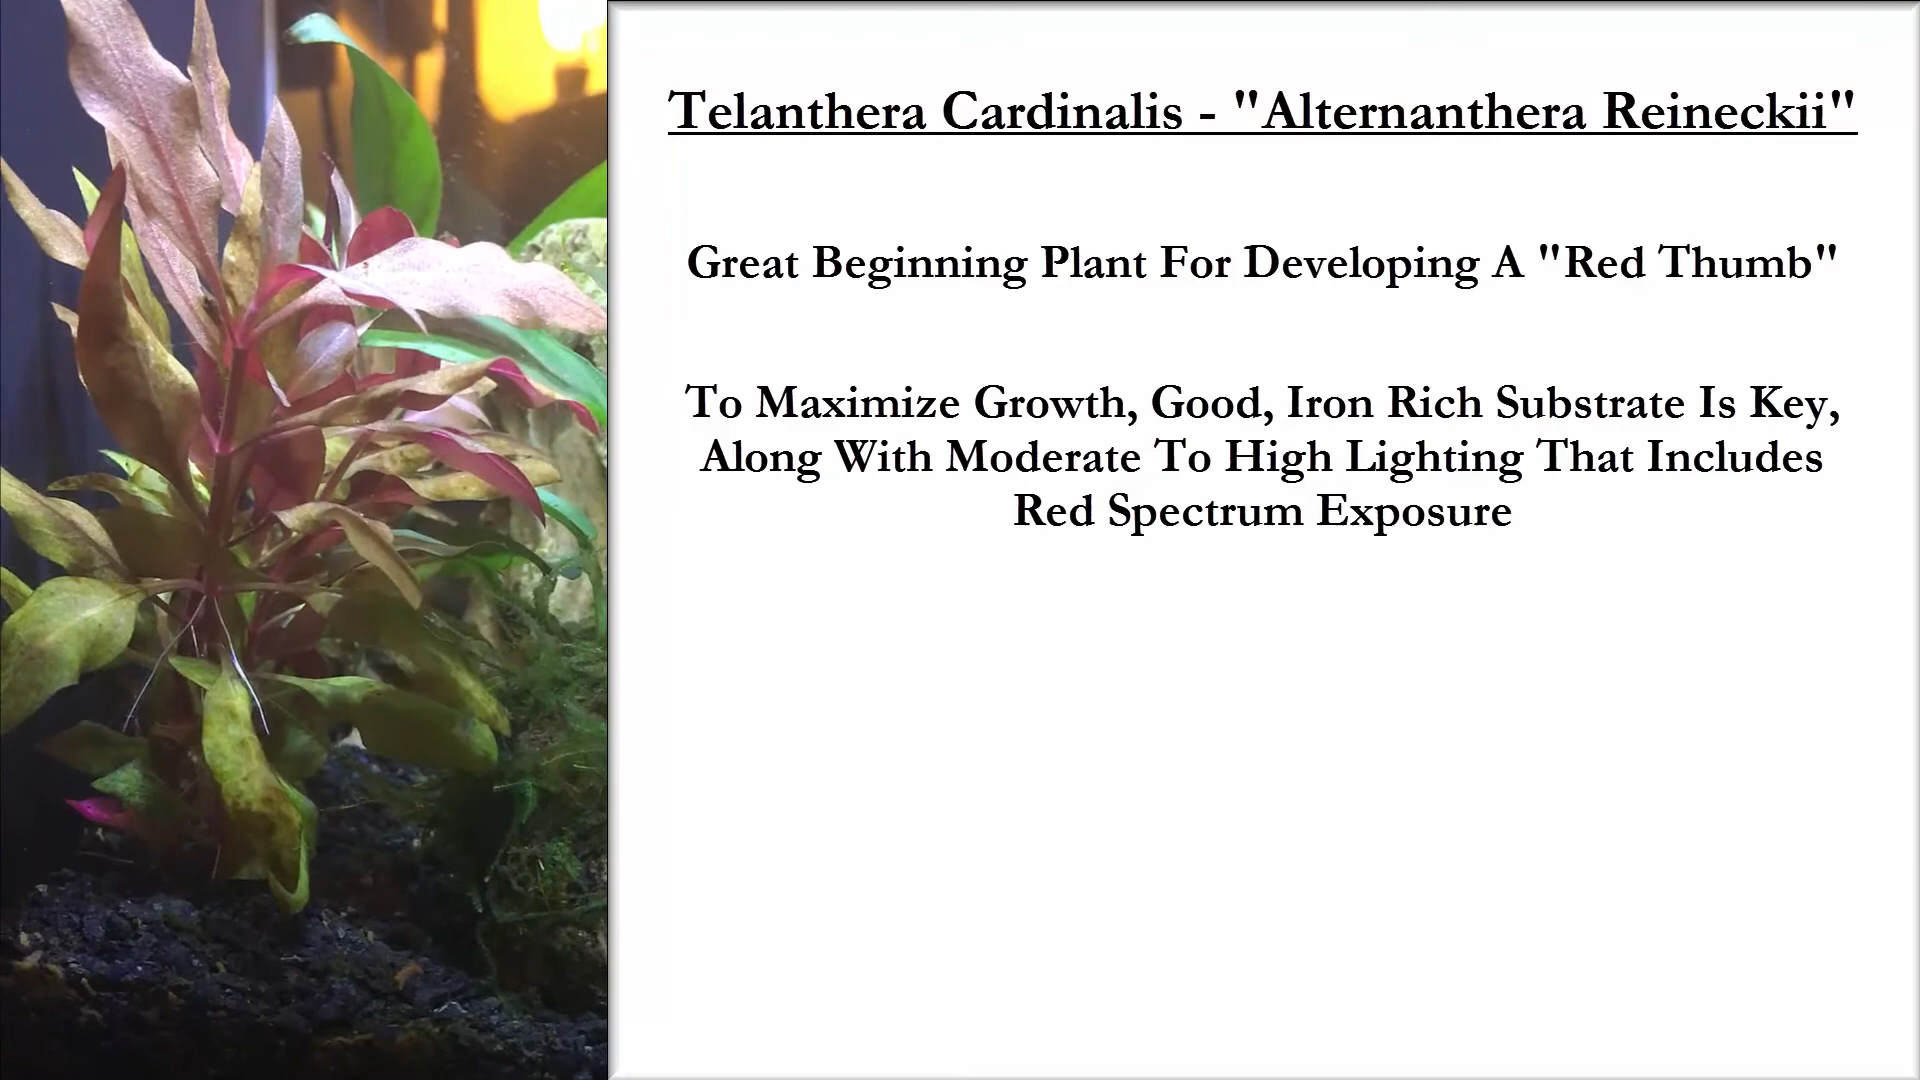 Telanthera Cardinalis - "Alternanthera Reineckii"
Great Beginning Plant For Developing A "Red Thumb"
To Maximize Growth, Good, Iron Rich Substrate Is Key,
Along With Moderate To High Lighting That Includes
Red Spectrum Exposure